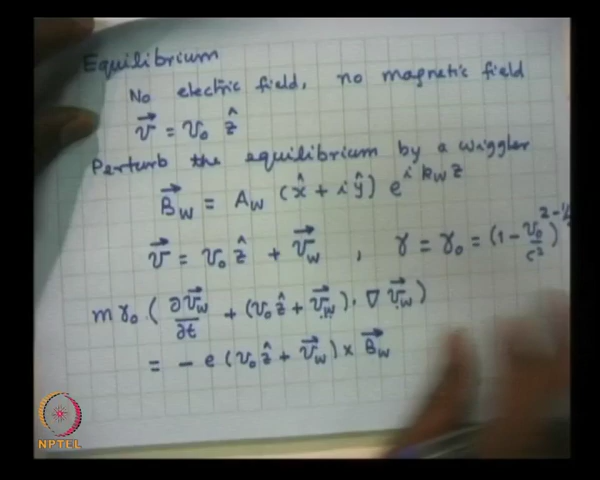 Equilibrium
No electric field, no magnetic field
v⃗ = v₀ ẑ
Perturb the equilibrium by a wiggler
B⃗_W = A_W (x̂ + i ŷ) e^{i k_W z}
v⃗ = v₀ ẑ + v⃗_W , γ = γ₀ = (1 - v₀²/c²)^{-1/2}
m γ₀ ( ∂v⃗_W/∂t + (v₀ ẑ + v⃗_W) · ∇ v⃗_W )
= - e (v₀ ẑ + v⃗_W) × B⃗_W
NPTEL